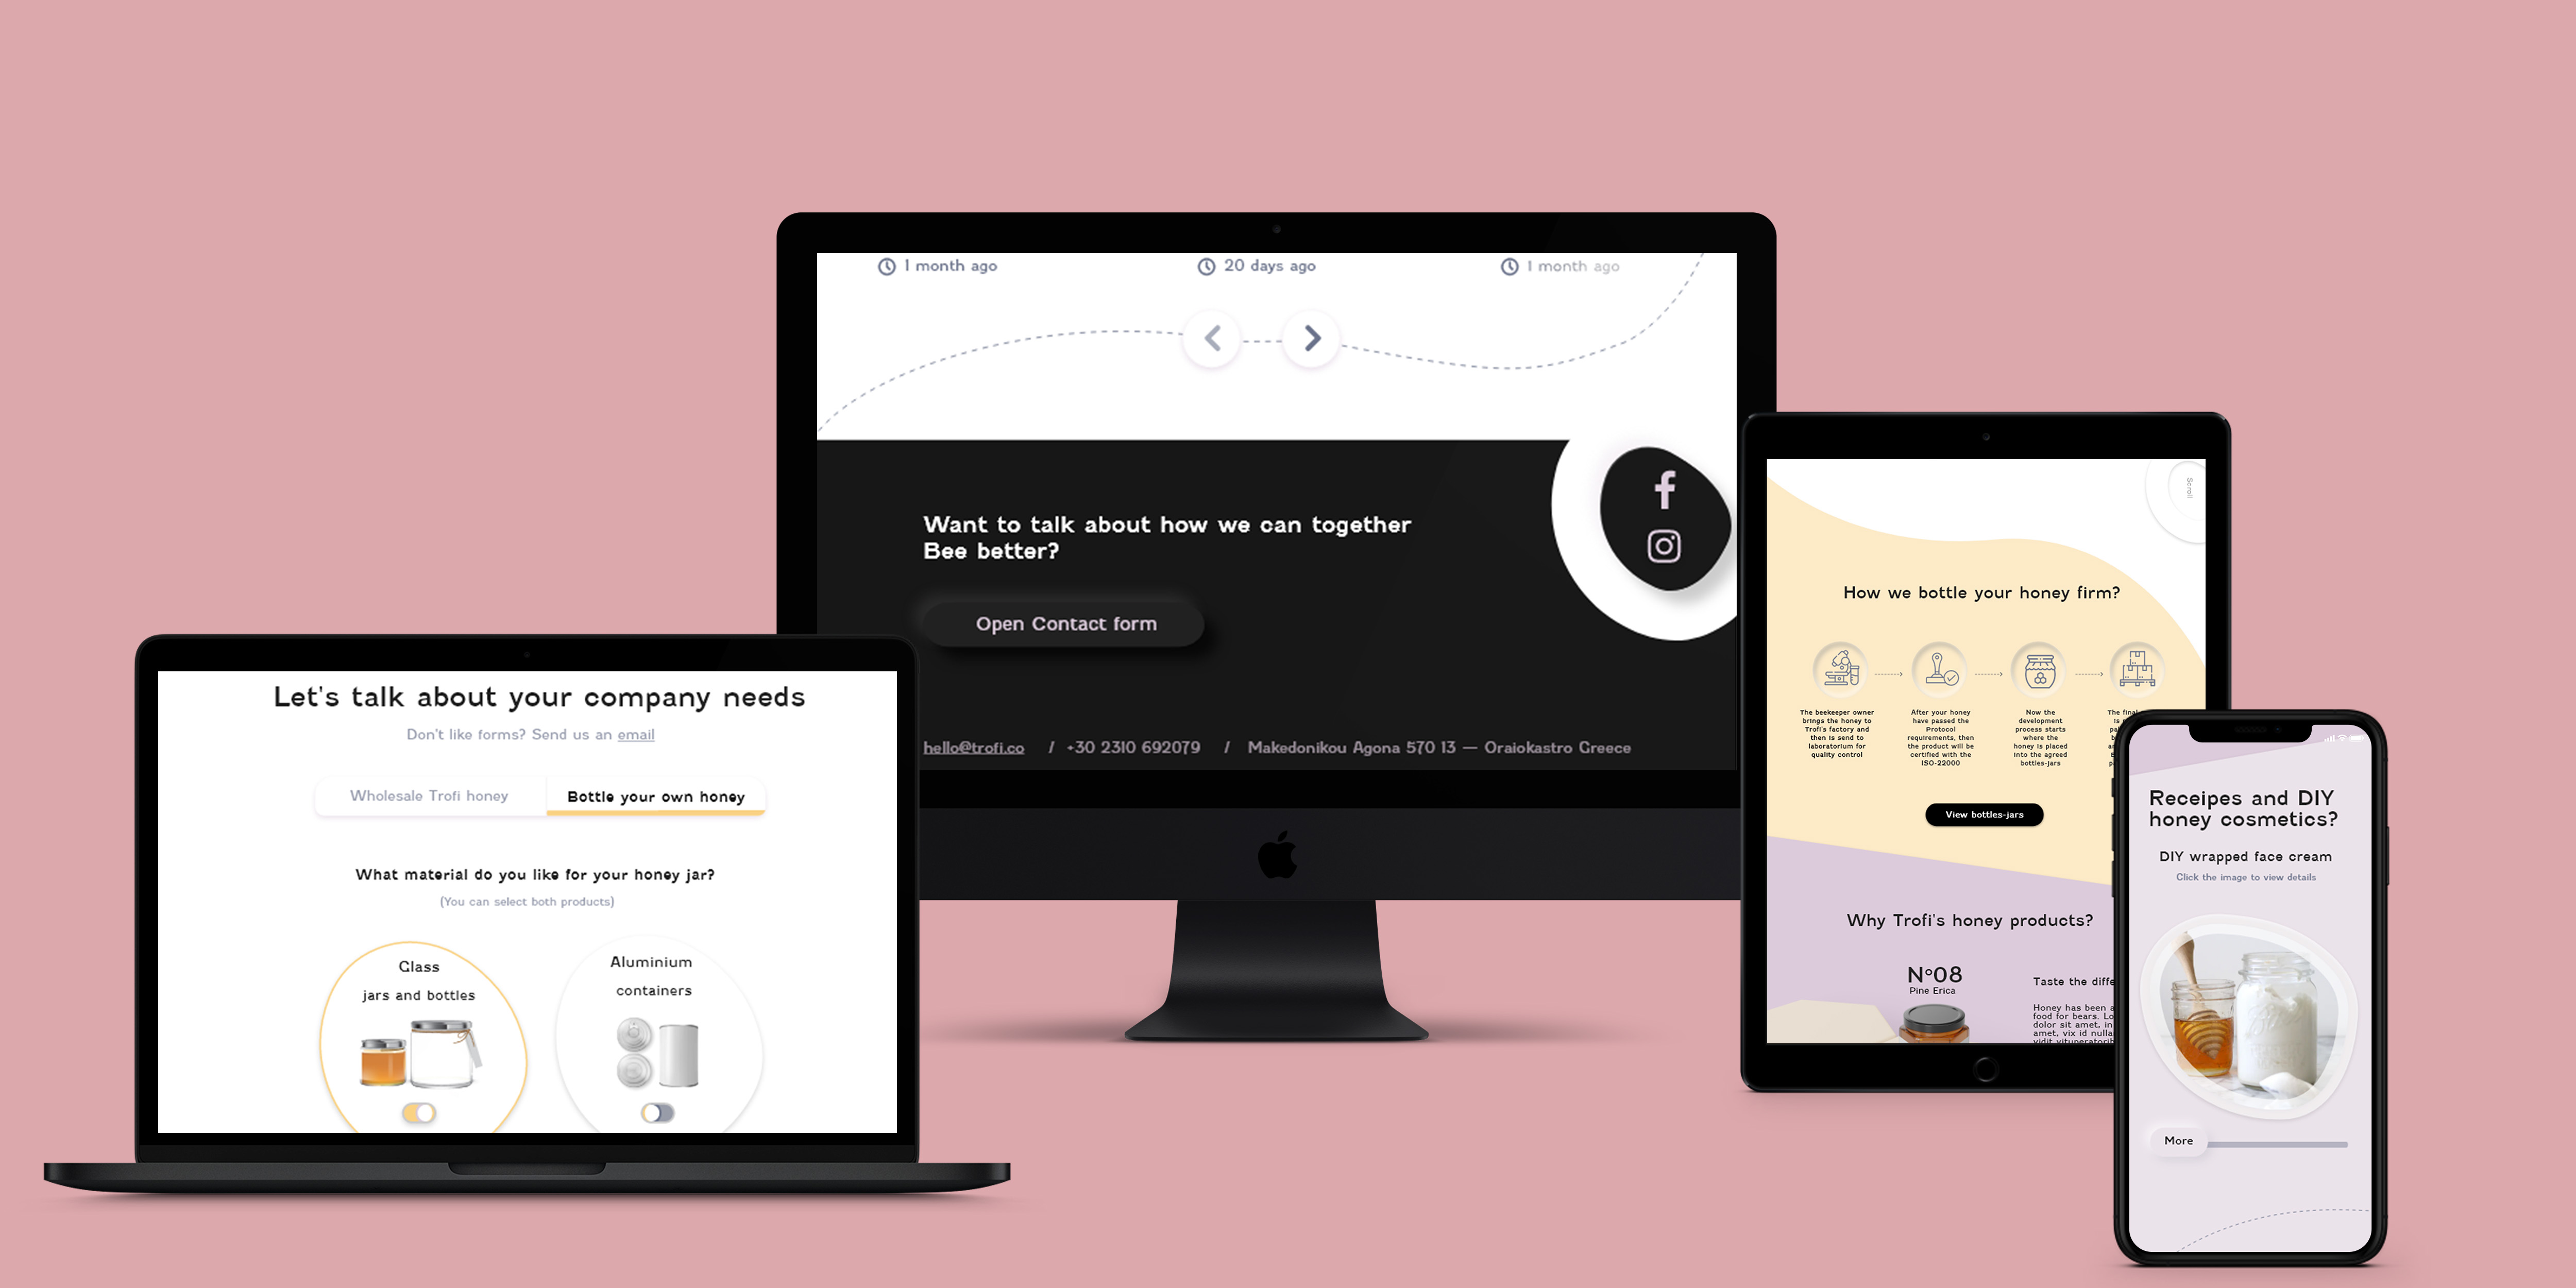 1 month ago
20 days ago
1 month ago
Want to talk about how we can together
Bee better?
Open Contact form
hello@trofi.co / +30 2310 692079 / Makedonikou Agona 570 13 — Oraiokastro Greece
Let's talk about your company needs
Don't like forms? Send us an email
Wholesale Trofi honey
Bottle your own honey
What material do you like for your honey jar?
(You can select both products)
Glass
jars and bottles
Aluminium
containers
Scroll
How we bottle your honey firm?
The beekeeper owner
brings the honey to
Trofi's factory and
then is send to
laboratorium for
quality control
After your honey
have passed the
Protocol
requirements, then
the product will be
certified with the
ISO-22000
Now the
development
process starts
where the
honey is placed
into the agreed
bottles-jars
The final
is
View bottles-jars
Why Trofi's honey products?
N°08
Pine Erica
Taste the diffe
Honey has been a
food for bears. Lo
dolor sit amet, in
amet, vix id nulla
vidit vituperatorib
Receipes and DIY
honey cosmetics?
DIY wrapped face cream
Click the image to view details
More